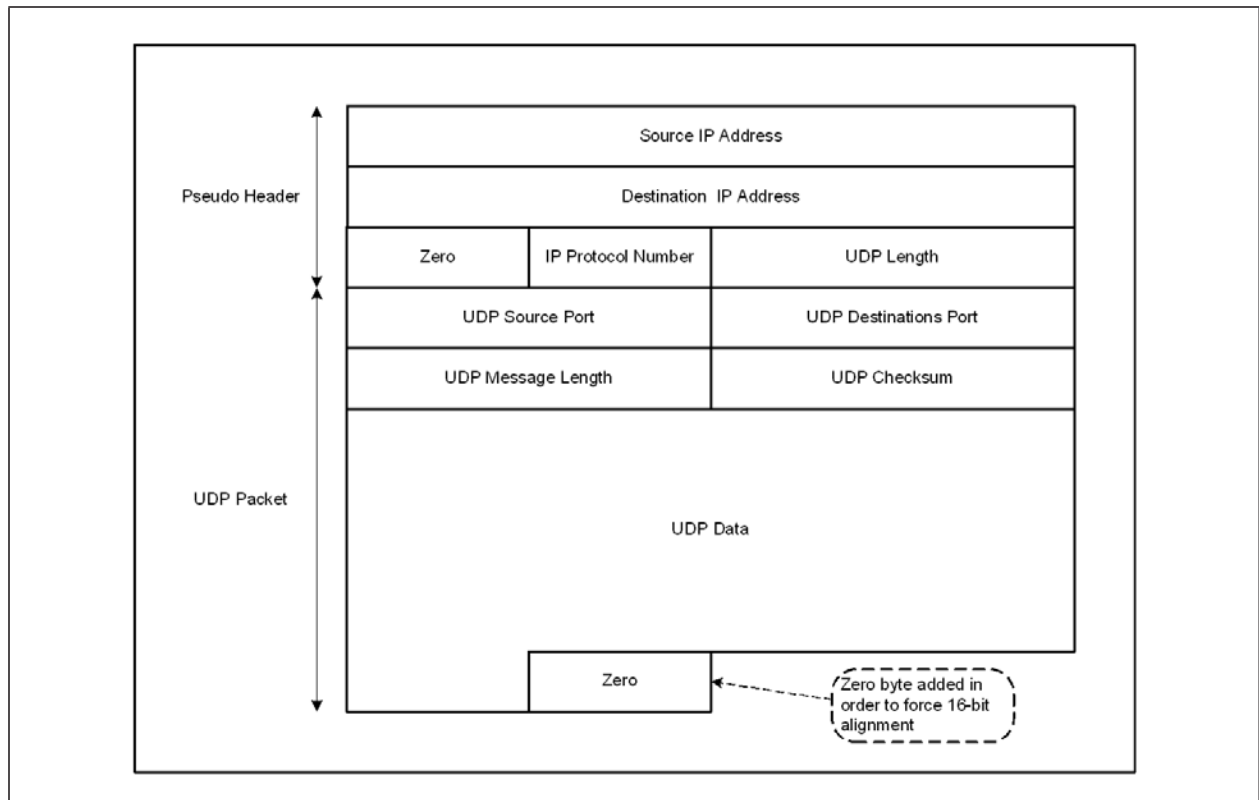 Source IP Address
Pseudo Header
Destination IP Address
Zero
IP Protocol Number
UDP Length
UDP Source Port
UDP Destinations Port
UDP Message Length
UDP Checksum
UDP Packet
UDP Data
Zero
Zero byte added in
order to force 16-bit
alignment